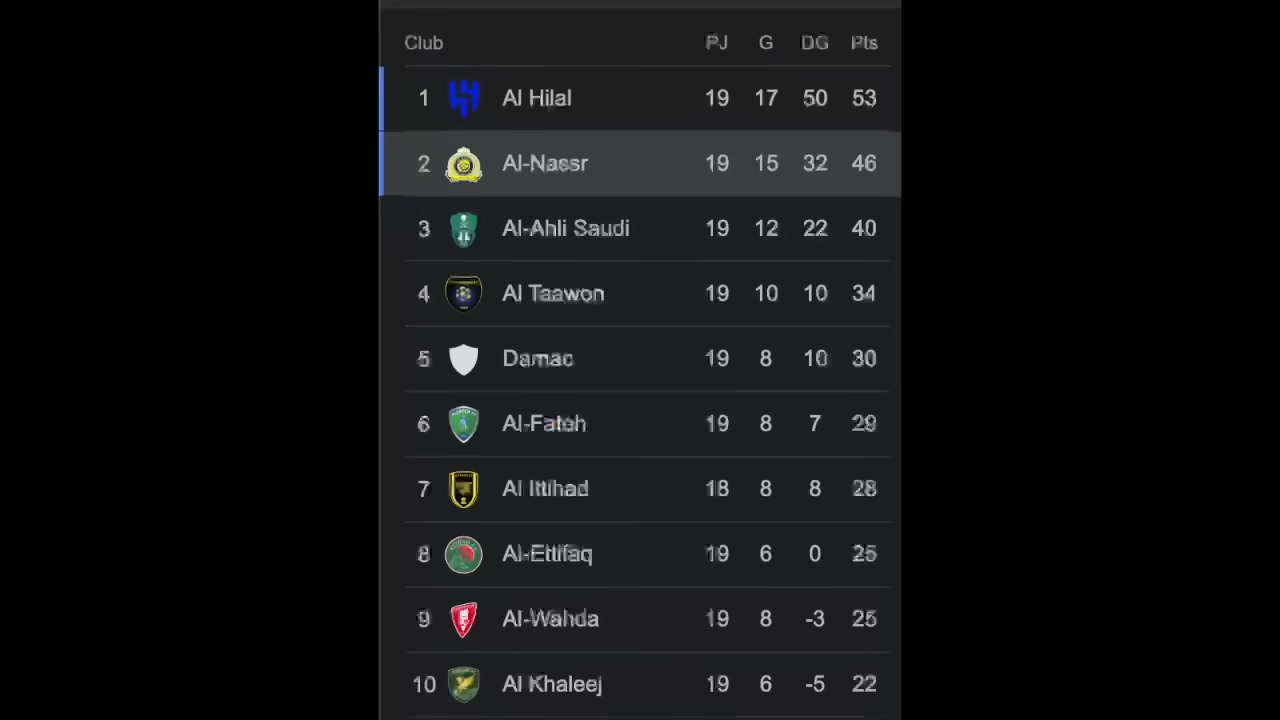 Club PJ G DG Pts
1 Al Hilal 19 17 50 53
2 Al-Nassr 19 15 32 46
3 Al-Ahli Saudi 19 12 22 40
4 Al Taawon 19 10 10 34
5 Damac 19 8 10 30
6 Al-Fateh 19 8 7 29
7 Al Ittihad 18 8 8 28
8 Al-Ettifaq 19 6 0 25
9 Al-Wahda 19 8 -3 25
10 Al Khaleej 19 6 -5 22